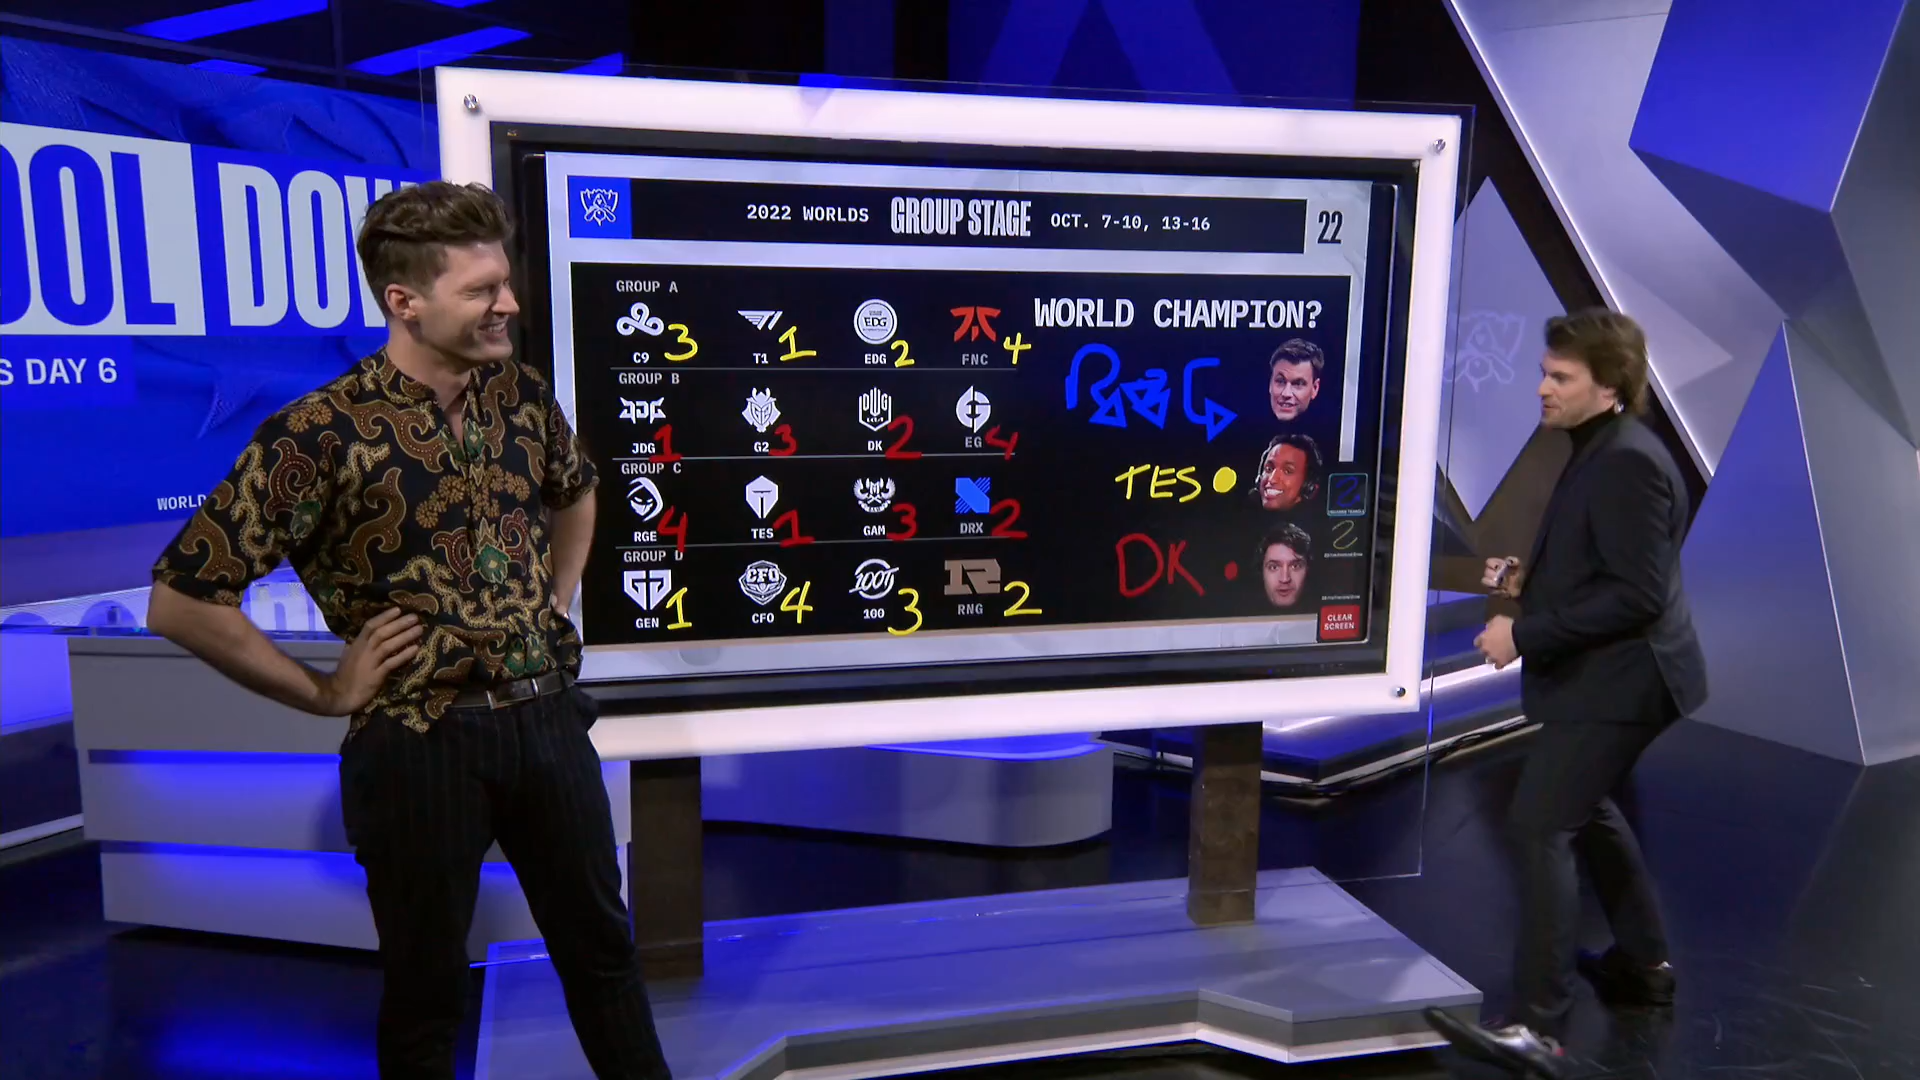 OOL DOW
S DAY 6
WORLD
2022 WORLDS GROUP STAGE OCT. 7-10, 13-16 22
GROUP A
C9 3 T1 1 EDG EDG 2 FNC 4
GROUP B
JDG 1 G2 3 DK 2 EG 4
GROUP C
RGE 4 TES 1 GAM 3 DRX 2
GROUP D
GEN 1 CFO CFO 4 100T 100 3 R RNG 2
WORLD CHAMPION?
TES
DK
CLEAR
SCREEN